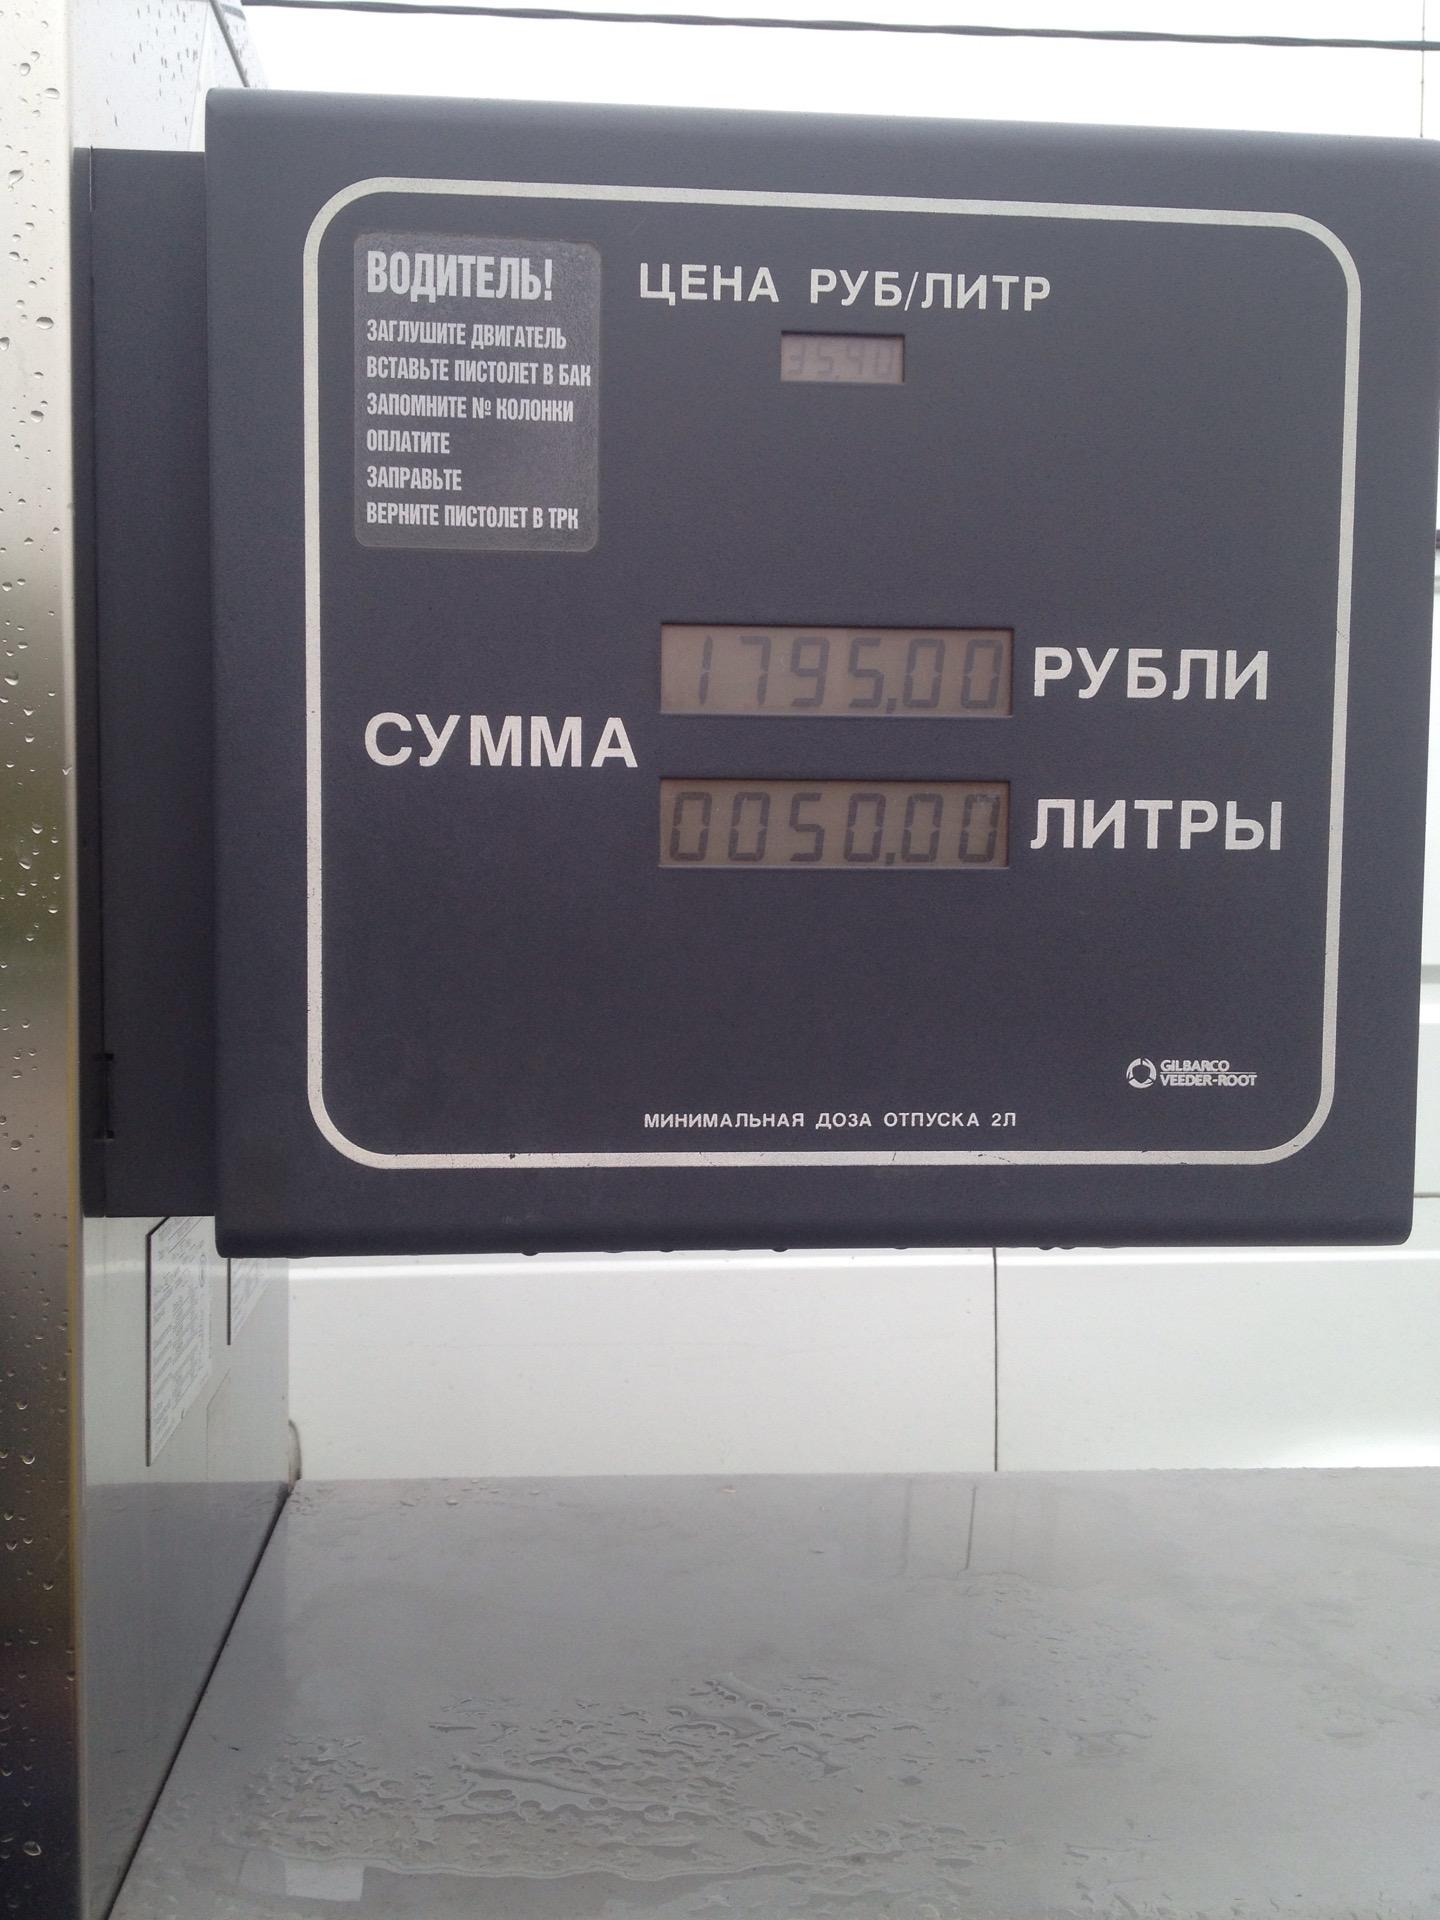 ВОДИТЕЛЬ!
ЗАГЛУШИТЕ ДВИГАТЕЛЬ
ВСТАВЬТЕ ПИСТОЛЕТ В БАК
ЗАПОМНИТЕ № КОЛОНКИ
ОПЛАТИТЕ
ЗАПРАВЬТЕ
ВЕРНИТЕ ПИСТОЛЕТ В ТРК
ЦЕНА РУБ/ЛИТР
35.90
СУММА
1795,00 РУБЛИ
0050,00 ЛИТРЫ
GILBARCO
VEEDER-ROOT
МИНИМАЛЬНАЯ ДОЗА ОТПУСКА 2Л